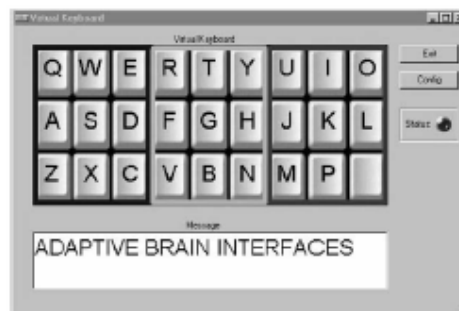 Virtual Keyboard
Virtual Keyboard
Q W E R T Y U I O
Exit
Config
A S D F G H J K L
Status
Z X C V B N M P
Message
ADAPTIVE BRAIN INTERFACES